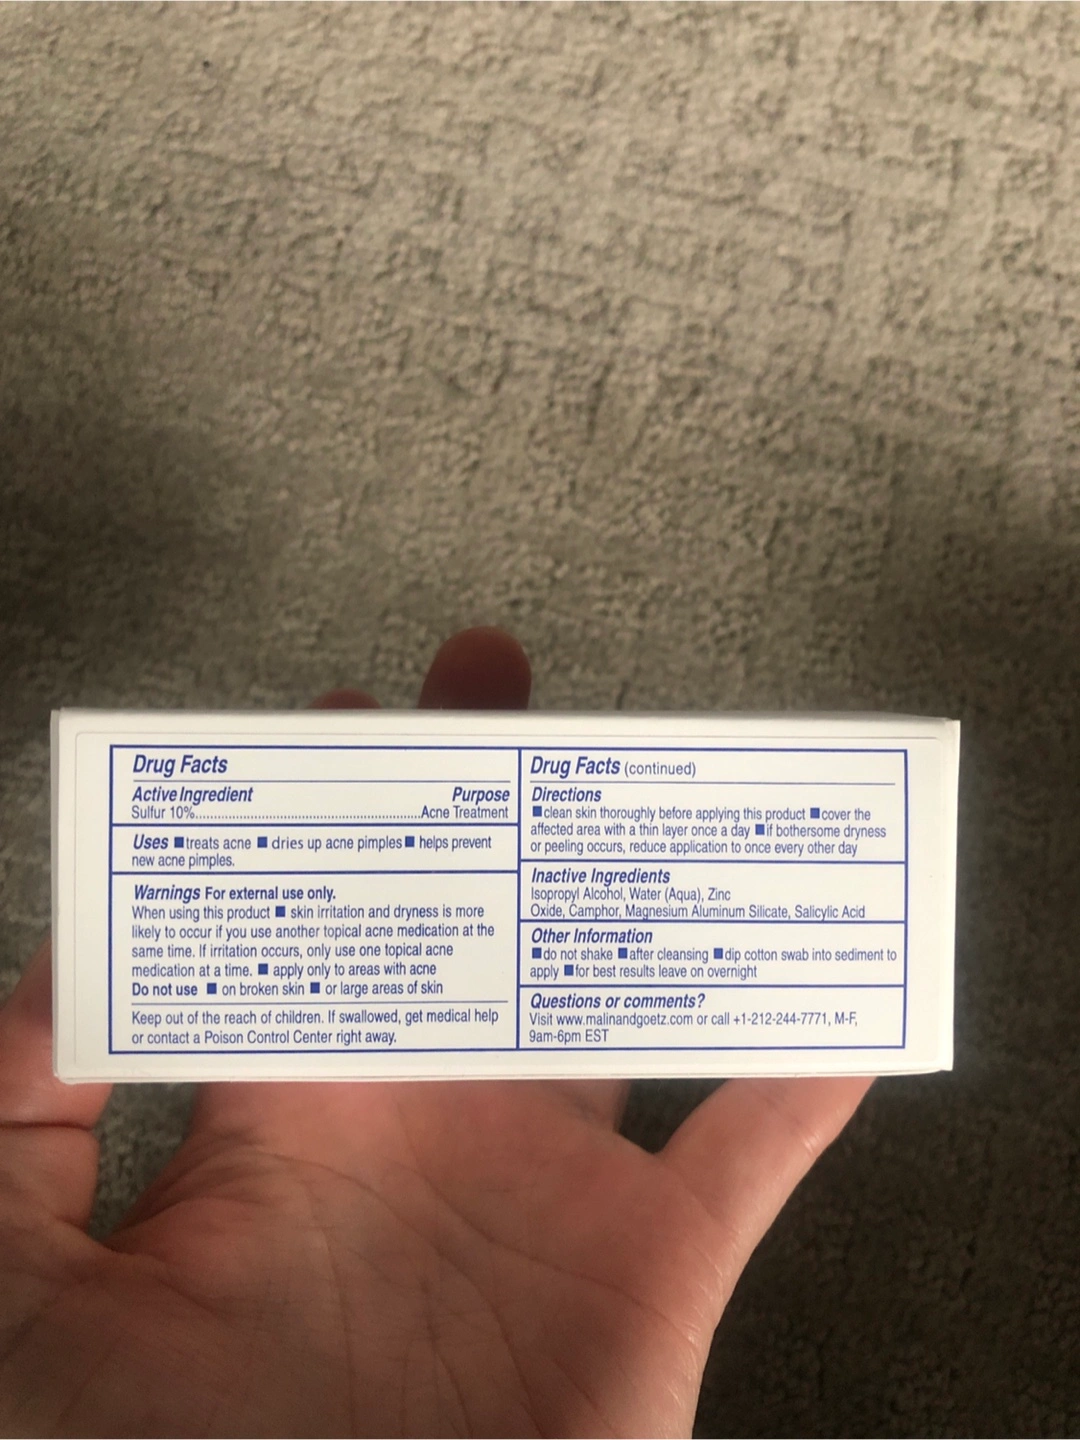 Drug Facts
Active Ingredient Purpose
Sulfur 10%..............................................................Acne Treatment
Uses ■ treats acne ■ dries up acne pimples ■ helps prevent
new acne pimples.
Warnings For external use only.
When using this product ■ skin irritation and dryness is more
likely to occur if you use another topical acne medication at the
same time. If irritation occurs, only use one topical acne
medication at a time. ■ apply only to areas with acne
Do not use ■ on broken skin ■ or large areas of skin
Keep out of the reach of children. If swallowed, get medical help
or contact a Poison Control Center right away.
Drug Facts (continued)
Directions
■ clean skin thoroughly before applying this product ■ cover the
affected area with a thin layer once a day ■ if bothersome dryness
or peeling occurs, reduce application to once every other day
Inactive Ingredients
Isopropyl Alcohol, Water (Aqua), Zinc
Oxide, Camphor, Magnesium Aluminum Silicate, Salicylic Acid
Other Information
■ do not shake ■ after cleansing ■ dip cotton swab into sediment to
apply ■ for best results leave on overnight
Questions or comments?
Visit www.malinandgoetz.com or call +1-212-244-7771, M-F,
9am-6pm EST